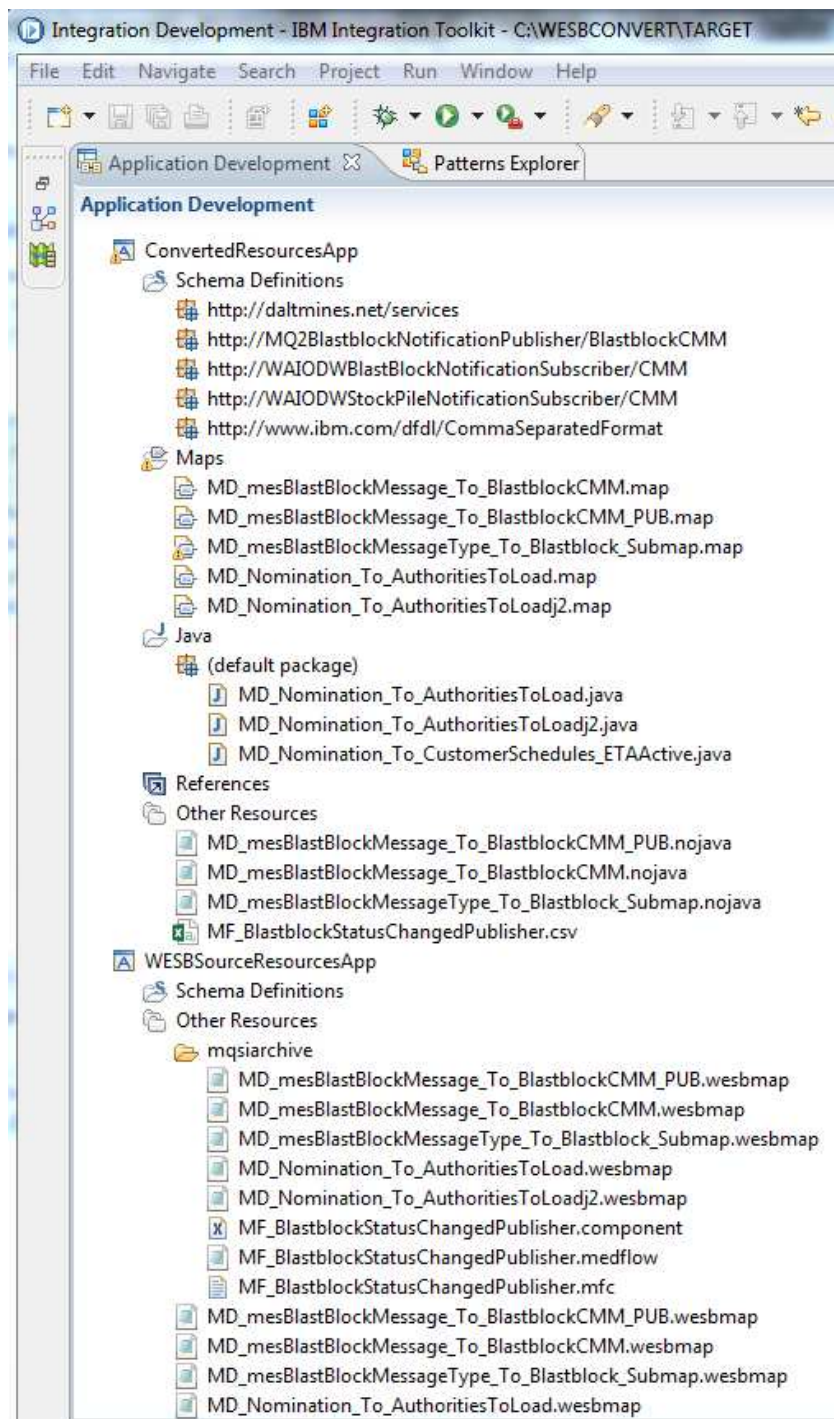 Integration Development - IBM Integration Toolkit - C:\WESBCONVERT\TARGET
File Edit Navigate Search Project Run Window Help
Application Development Patterns Explorer
Application Development
ConvertedResourcesApp
Schema Definitions
http://daltmines.net/services
http://MQ2BlastblockNotificationPublisher/BlastblockCMM
http://WAIODWBlastBlockNotificationSubscriber/CMM
http://WAIODWStockPileNotificationSubscriber/CMM
http://www.ibm.com/dfdl/CommaSeparatedFormat
Maps
MD_mesBlastBlockMessage_To_BlastblockCMM.map
MD_mesBlastBlockMessage_To_BlastblockCMM_PUB.map
MD_mesBlastBlockMessageType_To_Blastblock_Submap.map
MD_Nomination_To_AuthoritiesToLoad.map
MD_Nomination_To_AuthoritiesToLoadj2.map
Java
(default package)
MD_Nomination_To_AuthoritiesToLoad.java
MD_Nomination_To_AuthoritiesToLoadj2.java
MD_Nomination_To_CustomerSchedules_ETAActive.java
References
Other Resources
MD_mesBlastBlockMessage_To_BlastblockCMM_PUB.nojava
MD_mesBlastBlockMessage_To_BlastblockCMM.nojava
MD_mesBlastBlockMessageType_To_Blastblock_Submap.nojava
MF_BlastblockStatusChangedPublisher.csv
WESBSourceResourcesApp
Schema Definitions
Other Resources
mqsiarchive
MD_mesBlastBlockMessage_To_BlastblockCMM_PUB.wesbmap
MD_mesBlastBlockMessage_To_BlastblockCMM.wesbmap
MD_mesBlastBlockMessageType_To_Blastblock_Submap.wesbmap
MD_Nomination_To_AuthoritiesToLoad.wesbmap
MD_Nomination_To_AuthoritiesToLoadj2.wesbmap
MF_BlastblockStatusChangedPublisher.component
MF_BlastblockStatusChangedPublisher.medflow
MF_BlastblockStatusChangedPublisher.mfc
MD_mesBlastBlockMessage_To_BlastblockCMM_PUB.wesbmap
MD_mesBlastBlockMessage_To_BlastblockCMM.wesbmap
MD_mesBlastBlockMessageType_To_Blastblock_Submap.wesbmap
MD_Nomination_To_AuthoritiesToLoad.wesbmap